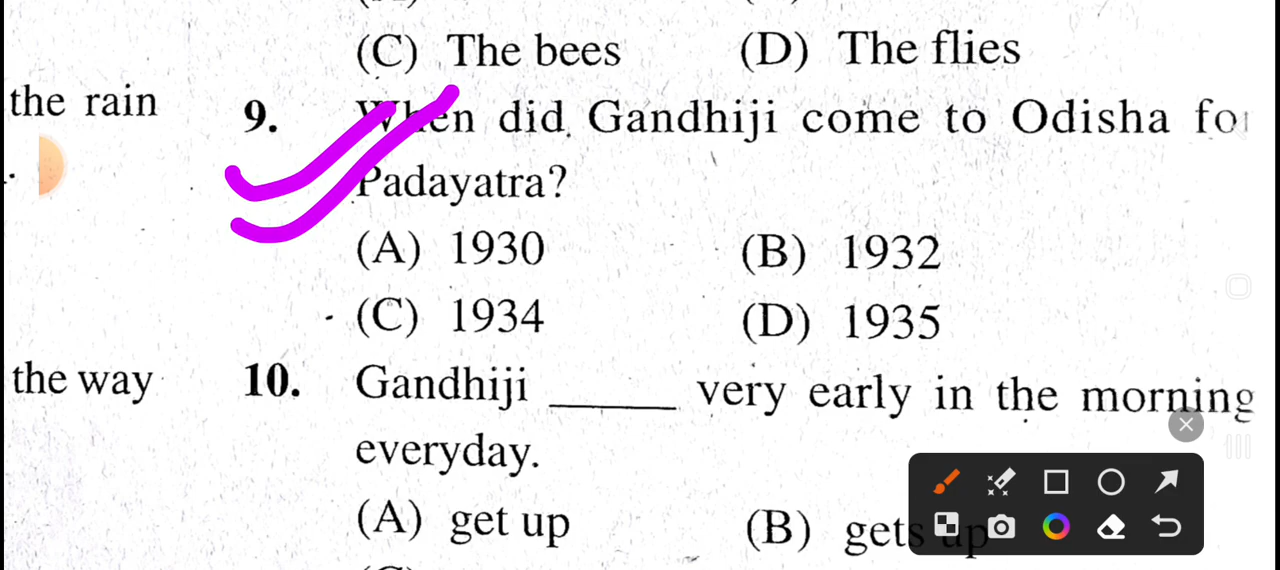 (C) The bees (D) The flies
the rain 9. When did Gandhiji come to Odisha for
Padayatra?
(A) 1930 (B) 1932
(C) 1934 (D) 1935
the way 10. Gandhiji ______ very early in the morning
everyday.
(A) get up (B) gets up